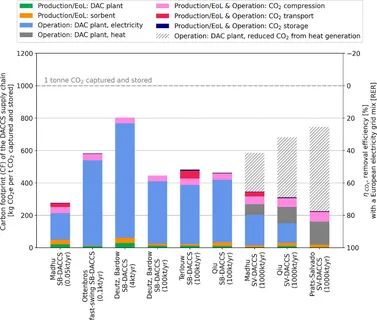 Production/EoL: DAC plant
Production/EoL: sorbent
Operation: DAC plant, electricity
Operation: DAC plant, heat
Production/EoL & Operation: CO₂ compression
Production/EoL & Operation: CO₂ transport
Production/EoL & Operation: CO₂ storage
Operation: DAC plant, reduced CO₂ from heat generation
Carbon footprint (CF) of the DACCS supply chain
[kg CO₂e per t CO₂ captured and stored]
1200
1000
800
600
400
200
0
1 tonne CO₂ captured and stored
−20
0
20
40
60
80
100
removal efficiency [%]
with a European electricity grid mix [RER]
Madhu
SB-DACCS
(0.05kt/yr)
Ottenbros
fast-swing SB-DACCS
(0.1kt/yr)
Deutz, Bardow
SB-DACCS
(4kt/yr)
Deutz, Bardow
SB-DACCS
(100kt/yr)
Terlouw
SB-DACCS
(100kt/yr)
Qiu
SB-DACCS
(100kt/yr)
Madhu
SV-DACCS
(1000kt/yr)
Qiu
SV-DACCS
(1000kt/yr)
Prats-Salvado
SV-DACCS
(1000kt/yr)